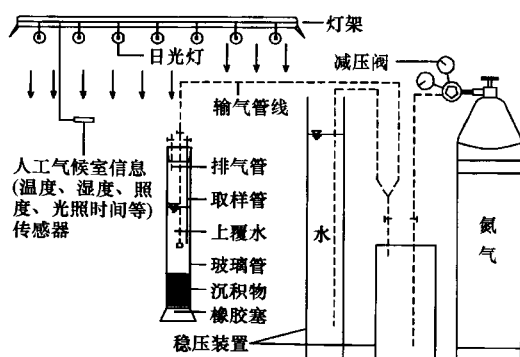 灯架
日光灯
减压阀
输气管线
人工气候室信息
(温度、湿度、照
度、光照时间等)
传感器
排气管
取样管
上覆水
玻璃管
沉积物
橡胶塞
水
氮
气
稳压装置